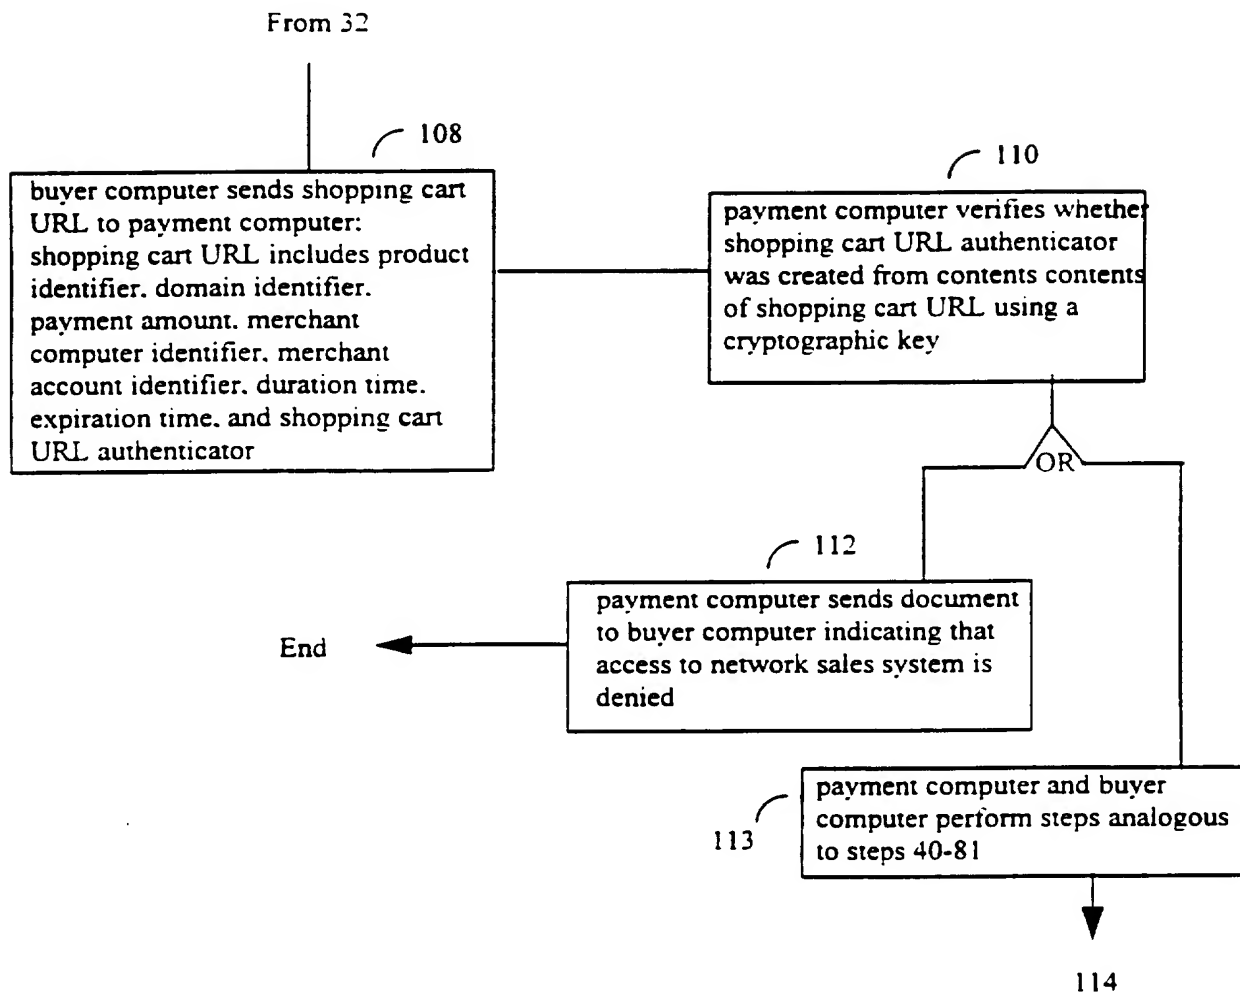 From 32
108
buyer computer sends shopping cart
URL to payment computer:
shopping cart URL includes product
identifier. domain identifier.
payment amount. merchant
computer identifier. merchant
account identifier. duration time.
expiration time. and shopping cart
URL authenticator
110
payment computer verifies whether
shopping cart URL authenticator
was created from contents contents
of shopping cart URL using a
cryptographic key
OR
112
payment computer sends document
to buyer computer indicating that
access to network sales system is
denied
End
113
payment computer and buyer
computer perform steps analogous
to steps 40-81
114